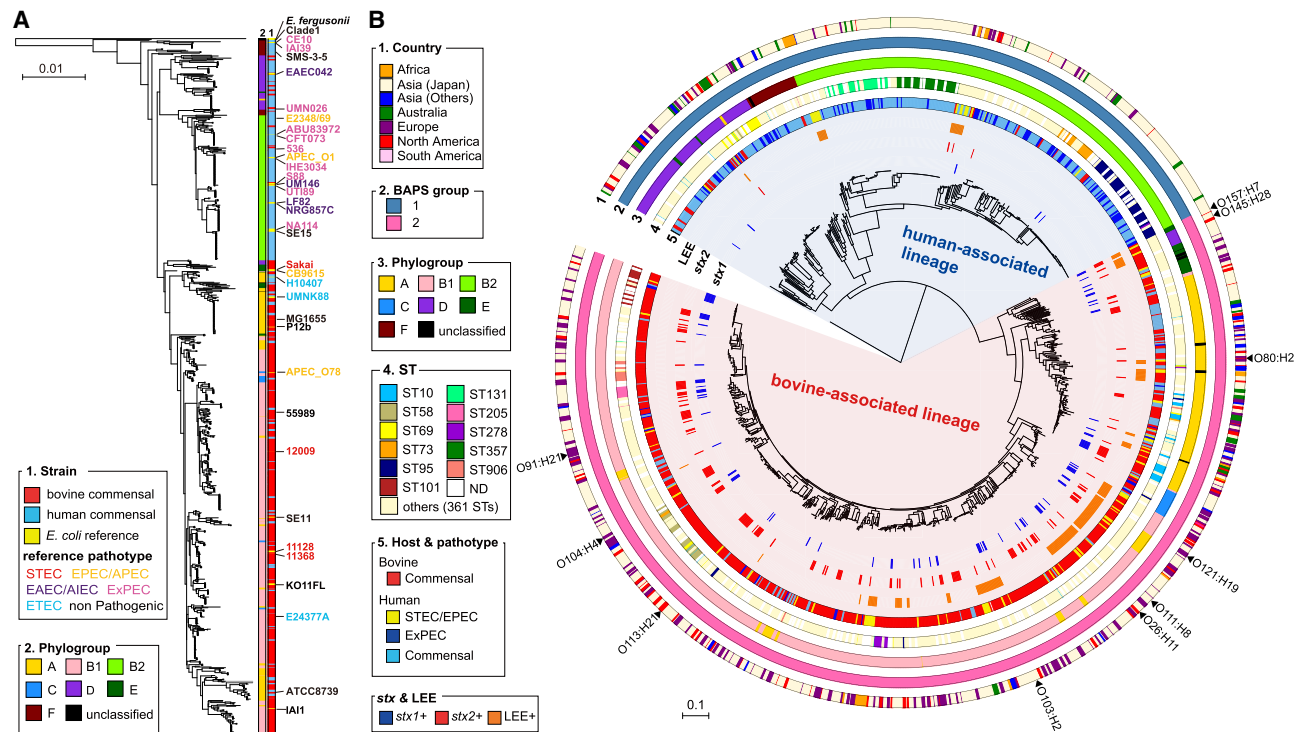 A
0.01
2 1
E. fergusonii
Clade1
CE10
IAI39
SMS-3-5
EAEC042
UMN026
E2348/69
ABU83972
CFT073
536
APEC_O1
IHE3034
S88
UM146
UTI89
LF82
NRG857C
NA114
SE15
Sakai
CB9615
H10407
UMNK88
MG1655
P12b
APEC_O78
55989
12009
SE11
11128
11368
KO11FL
E24377A
ATCC8739
IAI1
1. Strain
bovine commensal
human commensal
E. coli reference
reference pathotype
STEC EPEC/APEC
EAEC/AIEC ExPEC
ETEC non Pathogenic
2. Phylogroup
A B1 B2
C D E
F unclassified
B
1. Country
Africa
Asia (Japan)
Asia (Others)
Australia
Europe
North America
South America
2. BAPS group
1
2
3. Phylogroup
A B1 B2
C D E
F unclassified
4. ST
ST10 ST131
ST58 ST205
ST69 ST278
ST73 ST357
ST95 ST906
ST101 ND
others (361 STs)
5. Host & pathotype
Bovine
Commensal
Human
STEC/EPEC
ExPEC
Commensal
stx & LEE
stx1+ stx2+ LEE+
1
2
3
4
5
LEE
stx2
stx1
human-associated
lineage
bovine-associated lineage
O157:H7
O145:H28
O80:H2
O121:H19
O111:H8
O26:H11
O103:H2
O113:H21
O104:H4
O91:H21
0.1